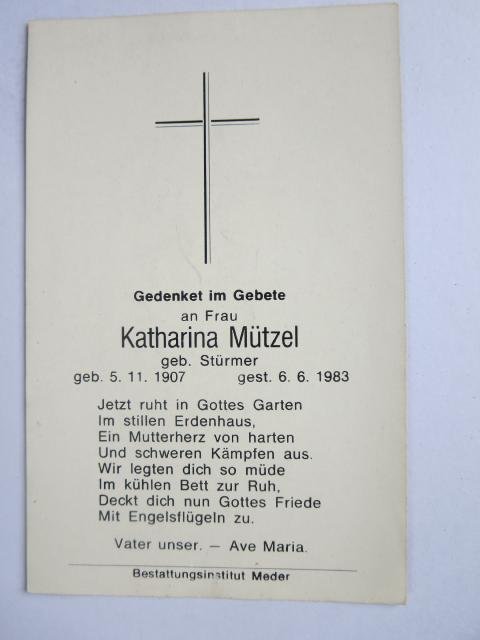 Gedenket im Gebete
an Frau
Katharina Mützel
geb. Stürmer
geb. 5. 11. 1907 gest. 6. 6. 1983
Jetzt ruht in Gottes Garten
Im stillen Erdenhaus,
Ein Mutterherz von harten
Und schweren Kämpfen aus.
Wir legten dich so müde
Im kühlen Bett zur Ruh,
Deckt dich nun Gottes Friede
Mit Engelsflügeln zu.
Vater unser. — Ave Maria.
Bestattungsinstitut Meder